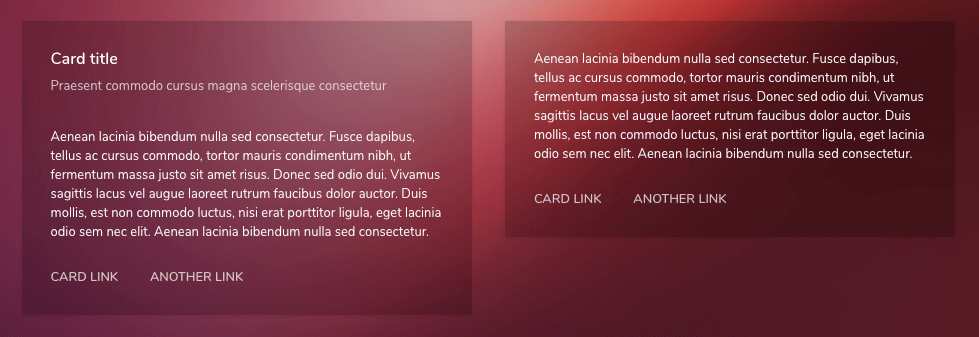 Card title
Praesent commodo cursus magna scelerisque consectetur
Aenean lacinia bibendum nulla sed consectetur. Fusce dapibus,
tellus ac cursus commodo, tortor mauris condimentum nibh, ut
fermentum massa justo sit amet risus. Donec sed odio dui. Vivamus
sagittis lacus vel augue laoreet rutrum faucibus dolor auctor. Duis
mollis, est non commodo luctus, nisi erat porttitor ligula, eget lacinia
odio sem nec elit. Aenean lacinia bibendum nulla sed consectetur.
CARD LINK ANOTHER LINK
Aenean lacinia bibendum nulla sed consectetur. Fusce dapibus,
tellus ac cursus commodo, tortor mauris condimentum nibh, ut
fermentum massa justo sit amet risus. Donec sed odio dui. Vivamus
sagittis lacus vel augue laoreet rutrum faucibus dolor auctor. Duis
mollis, est non commodo luctus, nisi erat porttitor ligula, eget lacinia
odio sem nec elit. Aenean lacinia bibendum nulla sed consectetur.
CARD LINK ANOTHER LINK